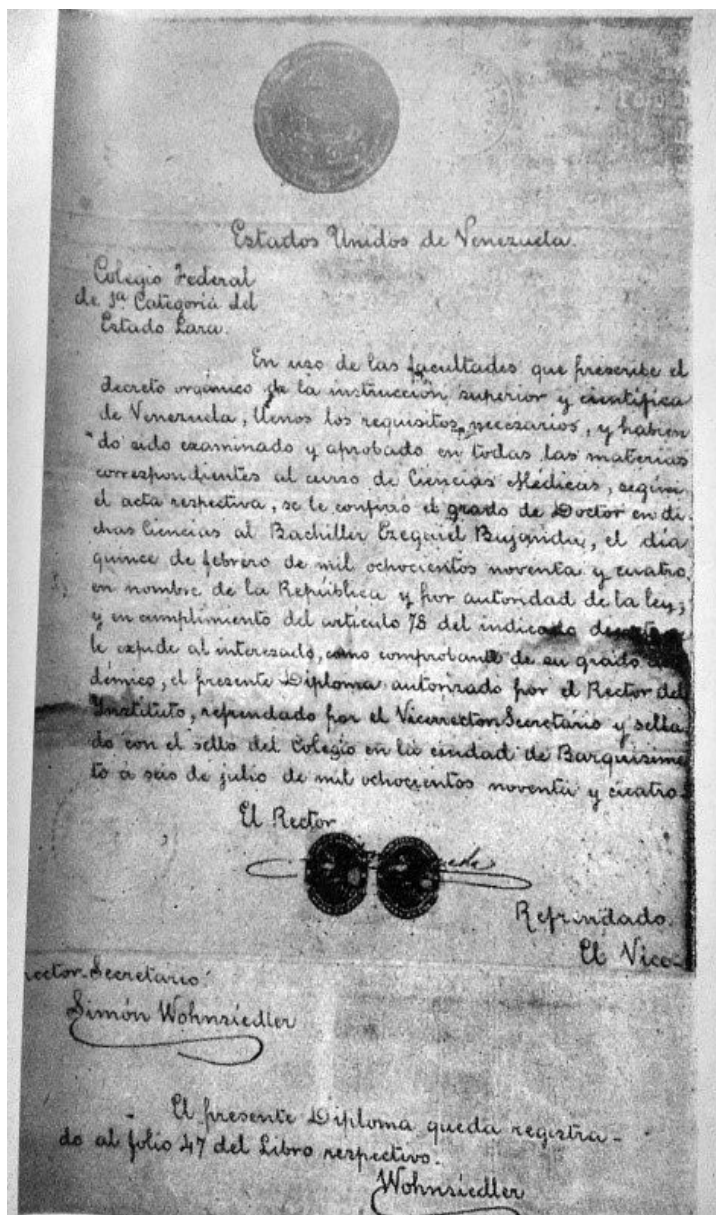 Estados Unidos de Venezuela.
Colegio Federal
de 1ª Categoría del
Estado Lara.
En uso de las facultades que prescribe el
decreto orgánico de la instrucción superior y científica
de Venezuela, llenos los requisitos necesarios, y habien
do sido examinado y aprobado en todas las materias
correspondientes al curso de Ciencias Médicas, según
el acta respectiva, se le confirió el grado de Doctor en di-
chas Ciencias al Bachiller Ezequiel Bujanda, el día
quince de febrero de mil ochocientos noventa y cuatro,
en nombre de la República y por autoridad de la ley;
y en cumplimiento del artículo 78 del indicado
le expide al interesado, como comprobante de su grado
démico, el presente Diploma autorizado por el Rector del
Instituto, refrendado por el Vicerrector Secretario y sella
do con el sello del Colegio en la ciudad de Barquisime
to á seis de julio de mil ochocientos noventa y cuatro.
El Rector
Refrindado.
El Vice-
rrector-Secretario.
Simón Wohnsiedler
El presente Diploma queda registra-
do al folio 47 del Libro respectivo.
Wohnsiedler